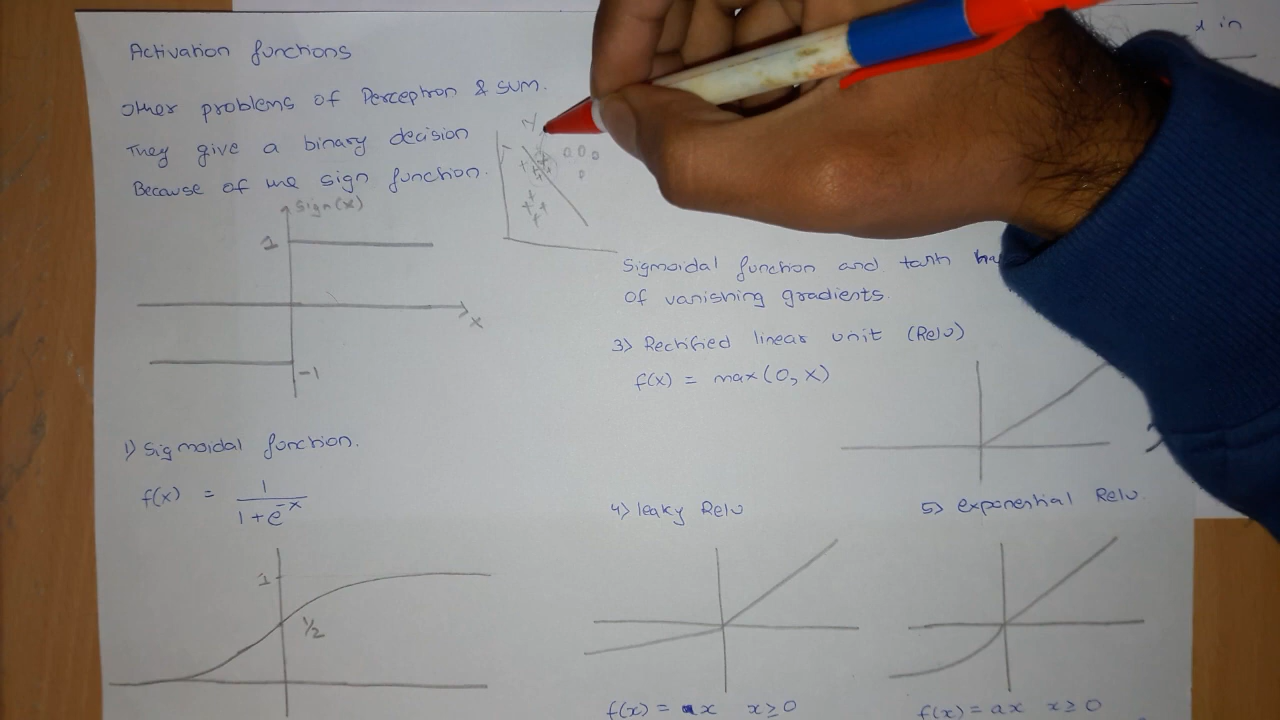 Activation functions
Other problems of Perceptron & sum.
They give a binary decision
Because of the sign function.
Sign(x)
1
x
-1
1) Sigmoidal function.
f(x) = 1/(1+e^-x)
1
1/2
in
Sigmoidal function and tanh
of vanishing gradients.
3) Rectified linear unit (Relu)
f(x) = max(0, x)
4) leaky Relu
5) exponential Relu.
f(x) = x x≥0
f(x) = ax x≥0